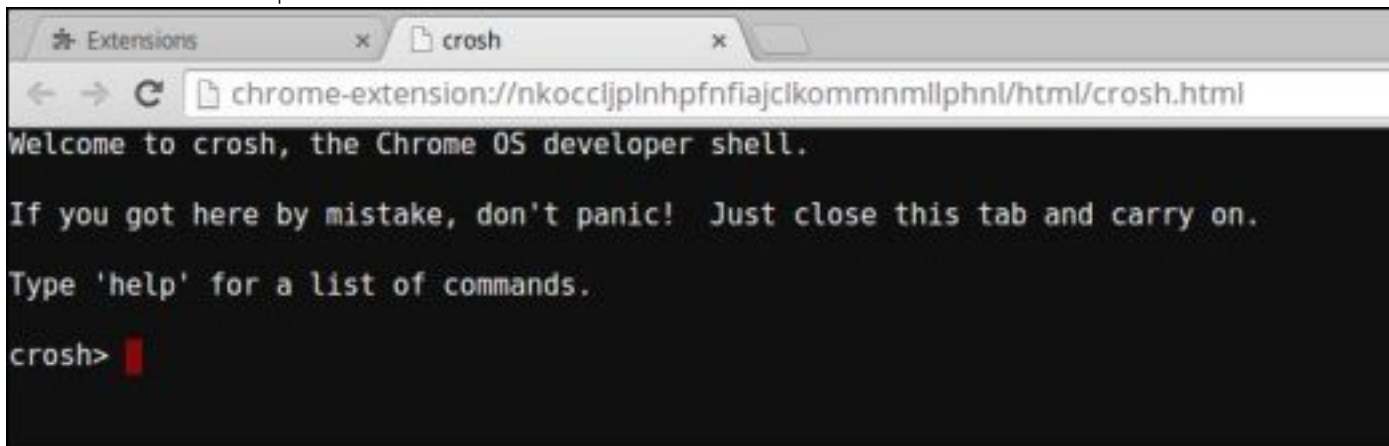 Extensions
crosh
chrome-extension://nkoccljplnhpfnfiajclkommnmllphnl/html/crosh.html
Welcome to crosh, the Chrome OS developer shell.
If you got here by mistake, don't panic!  Just close this tab and carry on.
Type 'help' for a list of commands.
crosh>